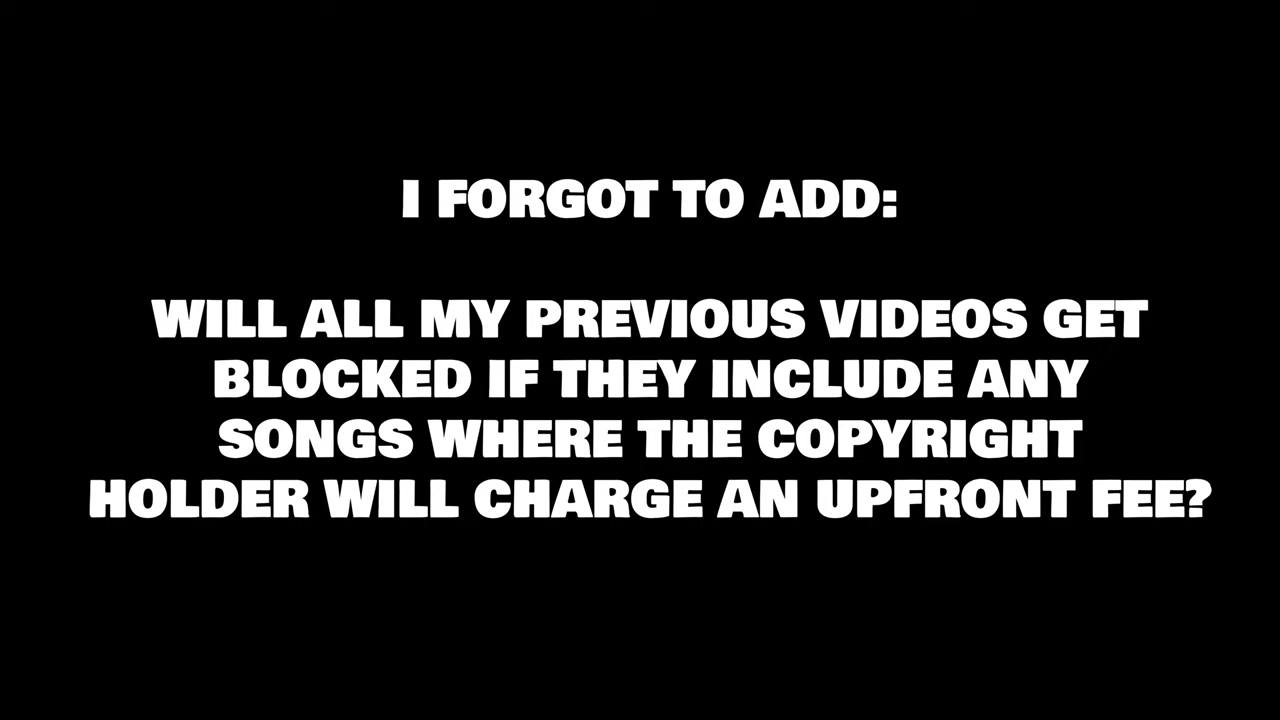 I FORGOT TO ADD:
WILL ALL MY PREVIOUS VIDEOS GET
BLOCKED IF THEY INCLUDE ANY
SONGS WHERE THE COPYRIGHT
HOLDER WILL CHARGE AN UPFRONT FEE?